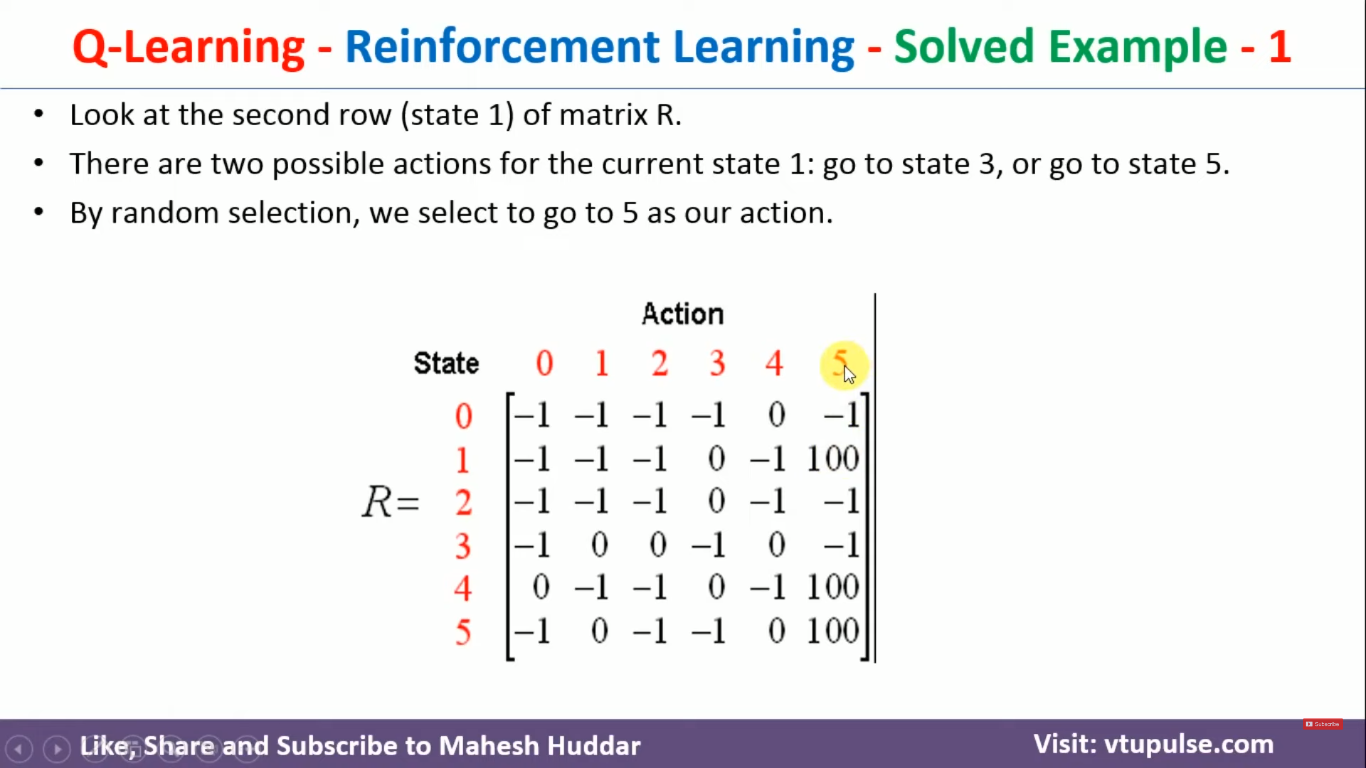 Q-Learning - Reinforcement Learning - Solved Example - 1
• Look at the second row (state 1) of matrix R.
• There are two possible actions for the current state 1: go to state 3, or go to state 5.
• By random selection, we select to go to 5 as our action.
Action
State 0 1 2 3 4 5
0 −1 −1 −1 −1 0 −1
1 −1 −1 −1 0 −1 100
R= 2 −1 −1 −1 0 −1 −1
3 −1 0 0 −1 0 −1
4 0 −1 −1 0 −1 100
5 −1 0 −1 −1 0 100
Subscribe
Like, Share and Subscribe to Mahesh Huddar
Visit: vtupulse.com